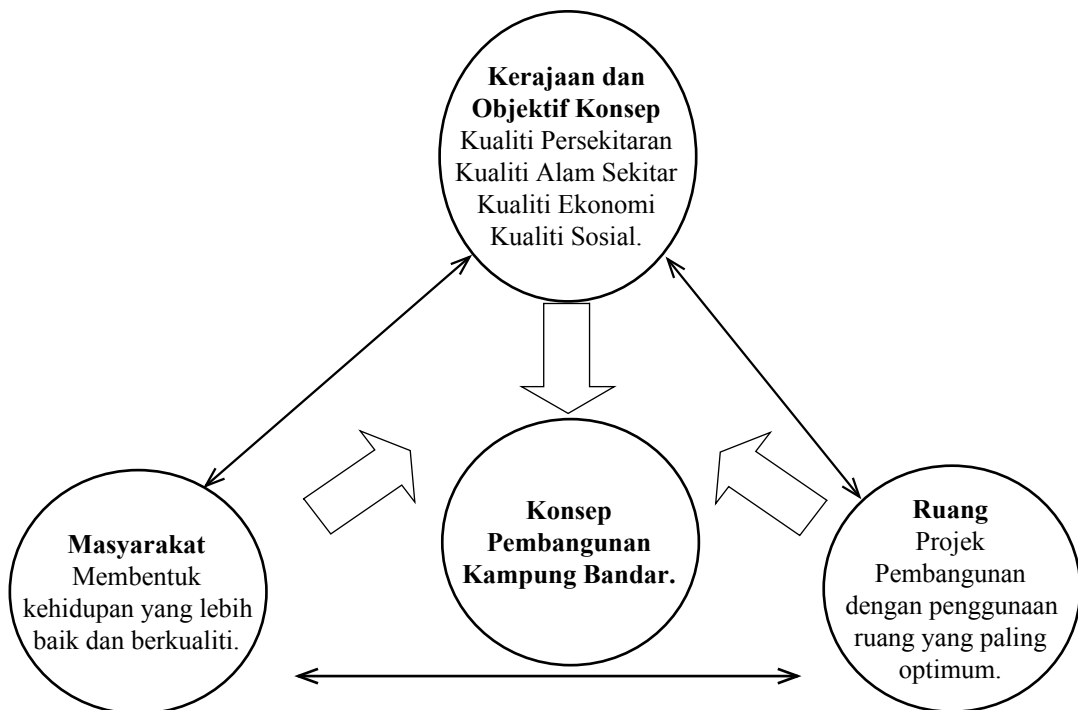 Kerajaan dan
Objektif Konsep
Kualiti Persekitaran
Kualiti Alam Sekitar
Kualiti Ekonomi
Kualiti Sosial.
Masyarakat
Membentuk
kehidupan yang lebih
baik dan berkualiti.
Konsep
Pembangunan
Kampung Bandar.
Ruang
Projek
Pembangunan
dengan penggunaan
ruang yang paling
optimum.